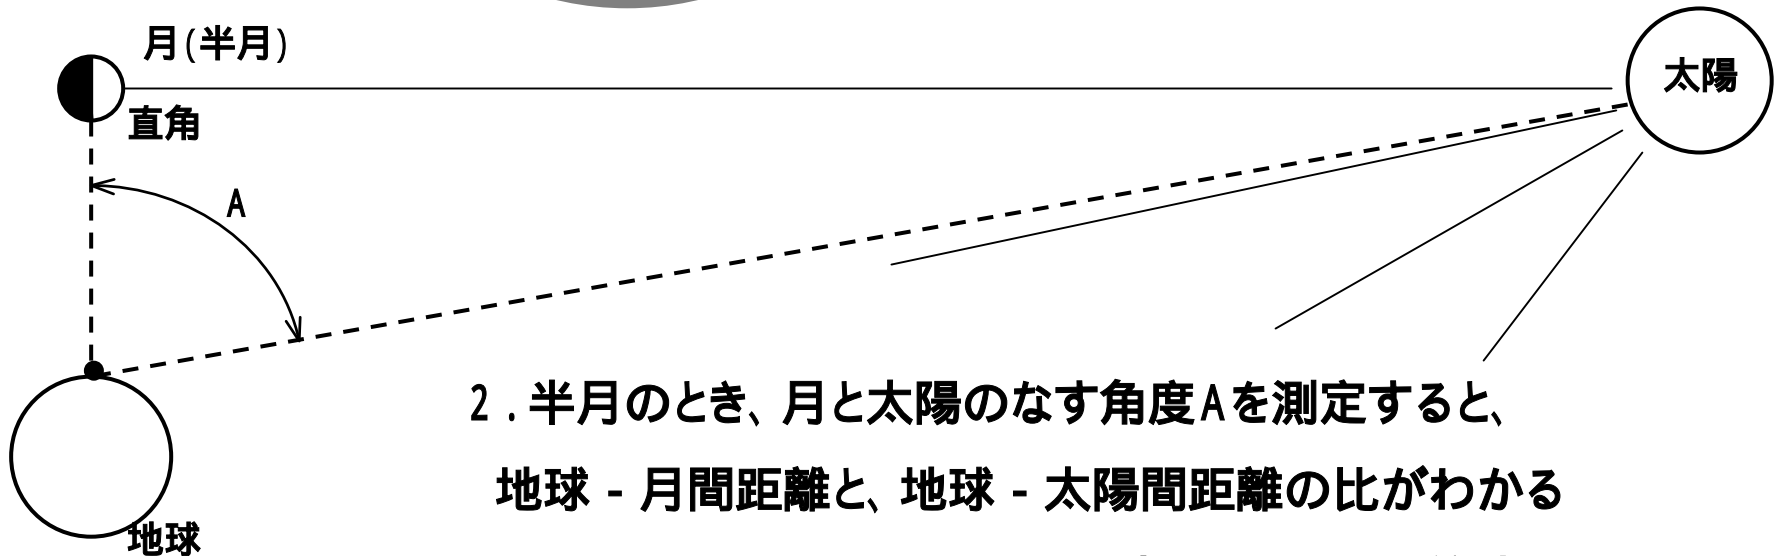 月(半月)
太陽
直角
A
2.半月のとき、月と太陽のなす角度Aを測定すると、
地球-月間距離と、地球-太陽間距離の比がわかる
地球